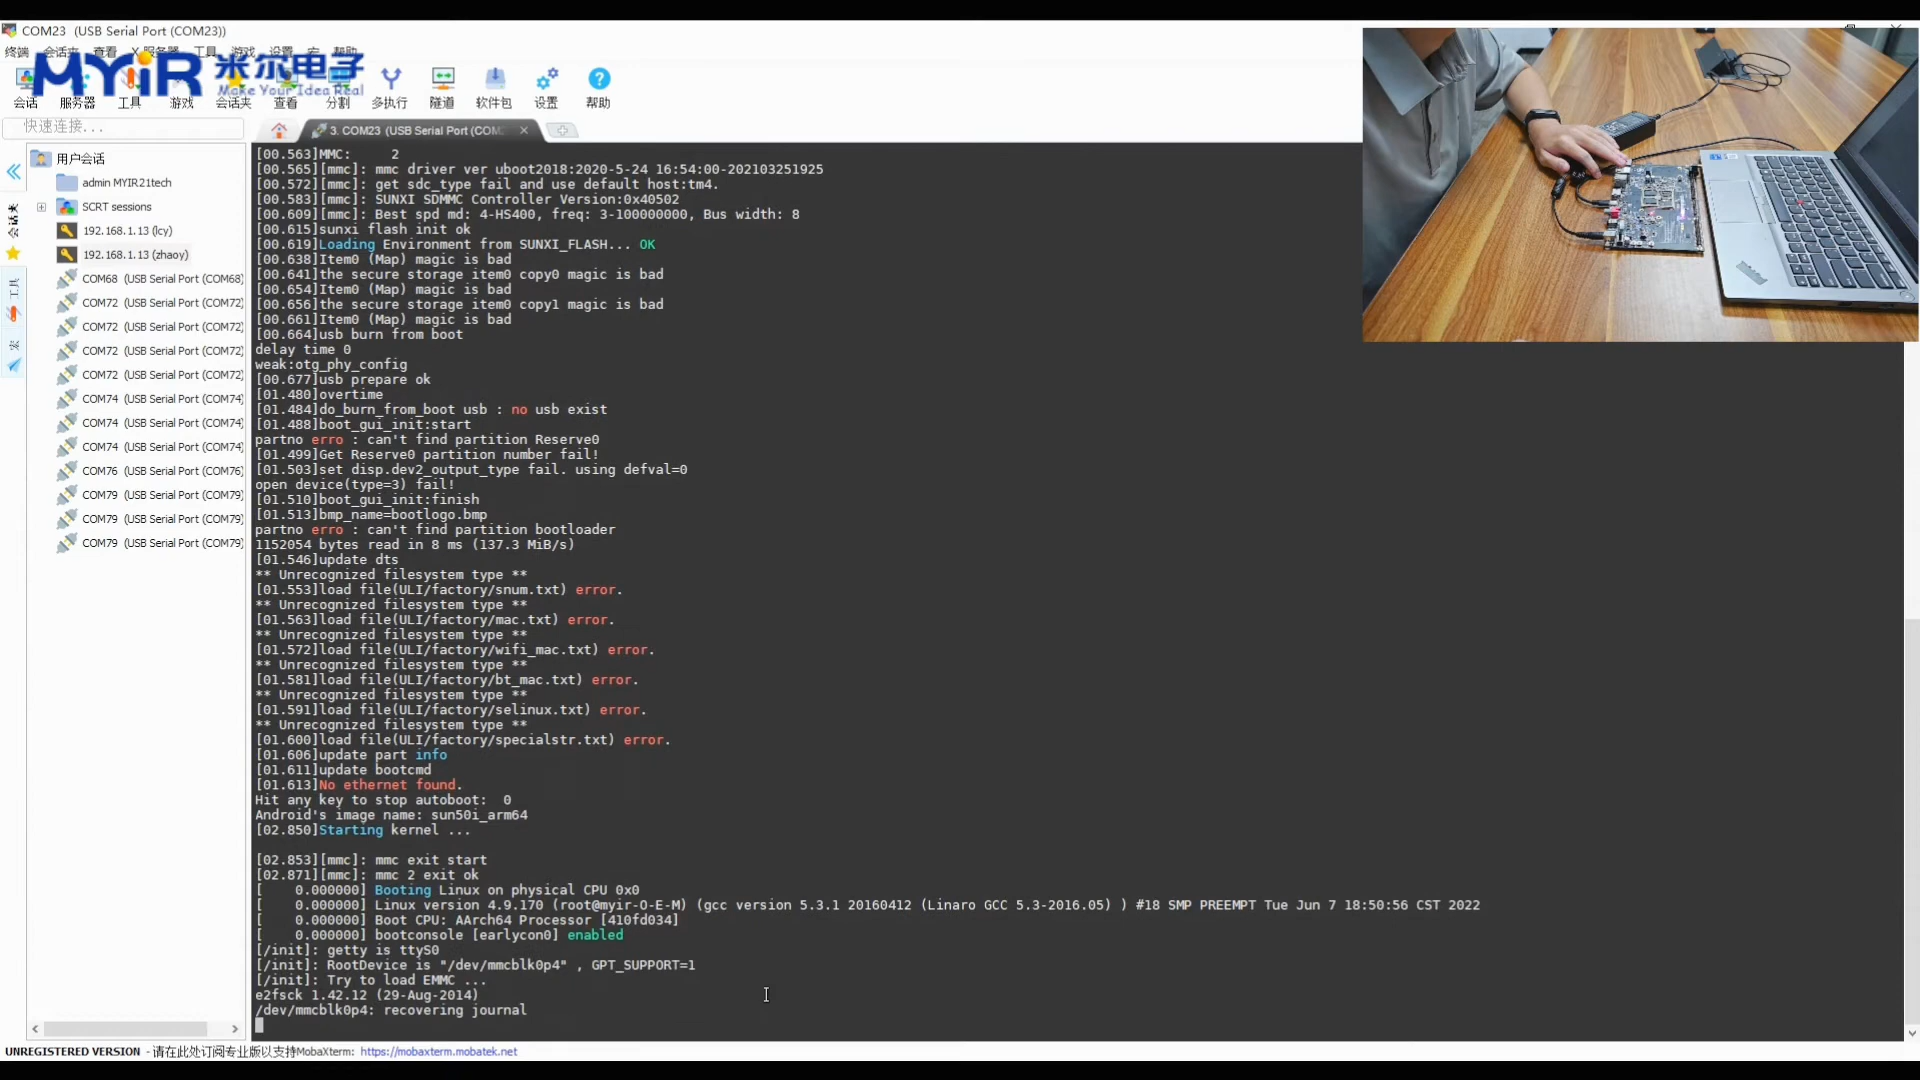 COM23 (USB Serial Port (COM23))
终端 会话夹 查看 X 服务器 工具 游戏 设置 宏 帮助
MYiR 米尔电子
Make Your Idea Real
会话 服务器 工具 游戏 会话夹 查看 分割 多执行 隧道 软件包 设置 帮助
快速连接...
3. COM23 (USB Serial Port (COM
用户会话
admin MYIR21tech
SCRT sessions
192.168.1.13 (lcy)
192.168.1.13 (zhaoy)
COM68 (USB Serial Port (COM68)
COM72 (USB Serial Port (COM72)
COM72 (USB Serial Port (COM72)
COM72 (USB Serial Port (COM72)
COM72 (USB Serial Port (COM72)
COM74 (USB Serial Port (COM74)
COM74 (USB Serial Port (COM74)
COM74 (USB Serial Port (COM74)
COM76 (USB Serial Port (COM76)
COM79 (USB Serial Port (COM79)
COM79 (USB Serial Port (COM79)
COM79 (USB Serial Port (COM79)
会话夹
工具
宏
[00.563]MMC:     2
[00.565][mmc]: mmc driver ver uboot2018:2020-5-24 16:54:00-202103251925
[00.572][mmc]: get sdc_type fail and use default host:tm4.
[00.583][mmc]: SUNXI SDMMC Controller Version:0x40502
[00.609][mmc]: Best spd md: 4-HS400, freq: 3-100000000, Bus width: 8
[00.615]sunxi flash init ok
[00.619]Loading Environment from SUNXI_FLASH... OK
[00.638]Item0 (Map) magic is bad
[00.641]the secure storage item0 copy0 magic is bad
[00.654]Item0 (Map) magic is bad
[00.656]the secure storage item0 copy1 magic is bad
[00.661]Item0 (Map) magic is bad
[00.664]usb burn from boot
delay time 0
weak:otg_phy_config
[00.677]usb prepare ok
[01.480]overtime
[01.484]do_burn_from_boot usb : no usb exist
[01.488]boot_gui_init:start
partno erro : can't find partition Reserve0
[01.499]Get Reserve0 partition number fail!
[01.503]set disp.dev2_output_type fail. using defval=0
open device(type=3) fail!
[01.510]boot_gui_init:finish
[01.513]bmp_name=bootlogo.bmp
partno erro : can't find partition bootloader
1152054 bytes read in 8 ms (137.3 MiB/s)
[01.546]update dts
** Unrecognized filesystem type **
[01.553]load file(ULI/factory/snum.txt) error.
** Unrecognized filesystem type **
[01.563]load file(ULI/factory/mac.txt) error.
** Unrecognized filesystem type **
[01.572]load file(ULI/factory/wifi_mac.txt) error.
** Unrecognized filesystem type **
[01.581]load file(ULI/factory/bt_mac.txt) error.
** Unrecognized filesystem type **
[01.591]load file(ULI/factory/selinux.txt) error.
** Unrecognized filesystem type **
[01.600]load file(ULI/factory/specialstr.txt) error.
[01.606]update part info
[01.611]update bootcmd
[01.613]No ethernet found.
Hit any key to stop autoboot:  0
Android's image name: sun50i_arm64
[02.850]Starting kernel ...
[02.853][mmc]: mmc exit start
[02.871][mmc]: mmc 2 exit ok
[    0.000000] Booting Linux on physical CPU 0x0
[    0.000000] Linux version 4.9.170 (root@myir-O-E-M) (gcc version 5.3.1 20160412 (Linaro GCC 5.3-2016.05) ) #18 SMP PREEMPT Tue Jun 7 18:50:56 CST 2022
[    0.000000] Boot CPU: AArch64 Processor [410fd034]
[    0.000000] bootconsole [earlycon0] enabled
[/init]: getty is ttyS0
[/init]: RootDevice is "/dev/mmcblk0p4" , GPT_SUPPORT=1
[/init]: Try to load EMMC ...
e2fsck 1.42.12 (29-Aug-2014)
/dev/mmcblk0p4: recovering journal
UNREGISTERED VERSION - 请在此处订阅专业版以支持MobaXterm: https://mobaxterm.mobatek.net